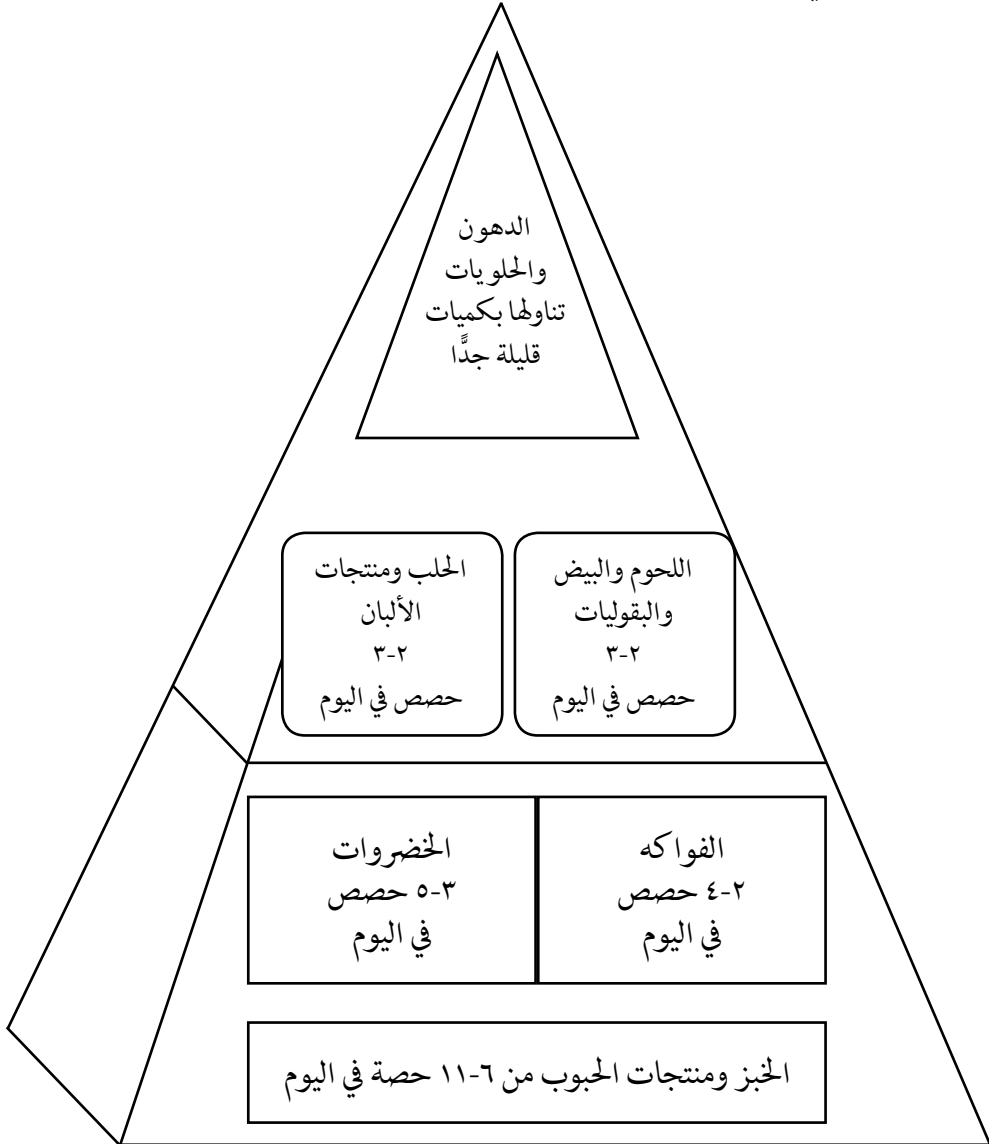 الدهون
والحلويات
تناولها بكميات
قليلة جدًّا
اللحوم والبيض
والبقوليات
٢-٣
حصص في اليوم
الحلب ومنتجات
الألبان
٢-٣
حصص في اليوم
الفواكه
٢-٤ حصص
في اليوم
الخضروات
٣-٥ حصص
في اليوم
الخبز ومنتجات الحبوب من ٦-١١ حصة في اليوم